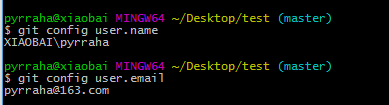 pyrraha@xiaobai MINGW64 ~/Desktop/test (master)
$ git config user.name
XIAOBAI\pyrraha
pyrraha@xiaobai MINGW64 ~/Desktop/test (master)
$ git config user.email
pyrraha@163.com